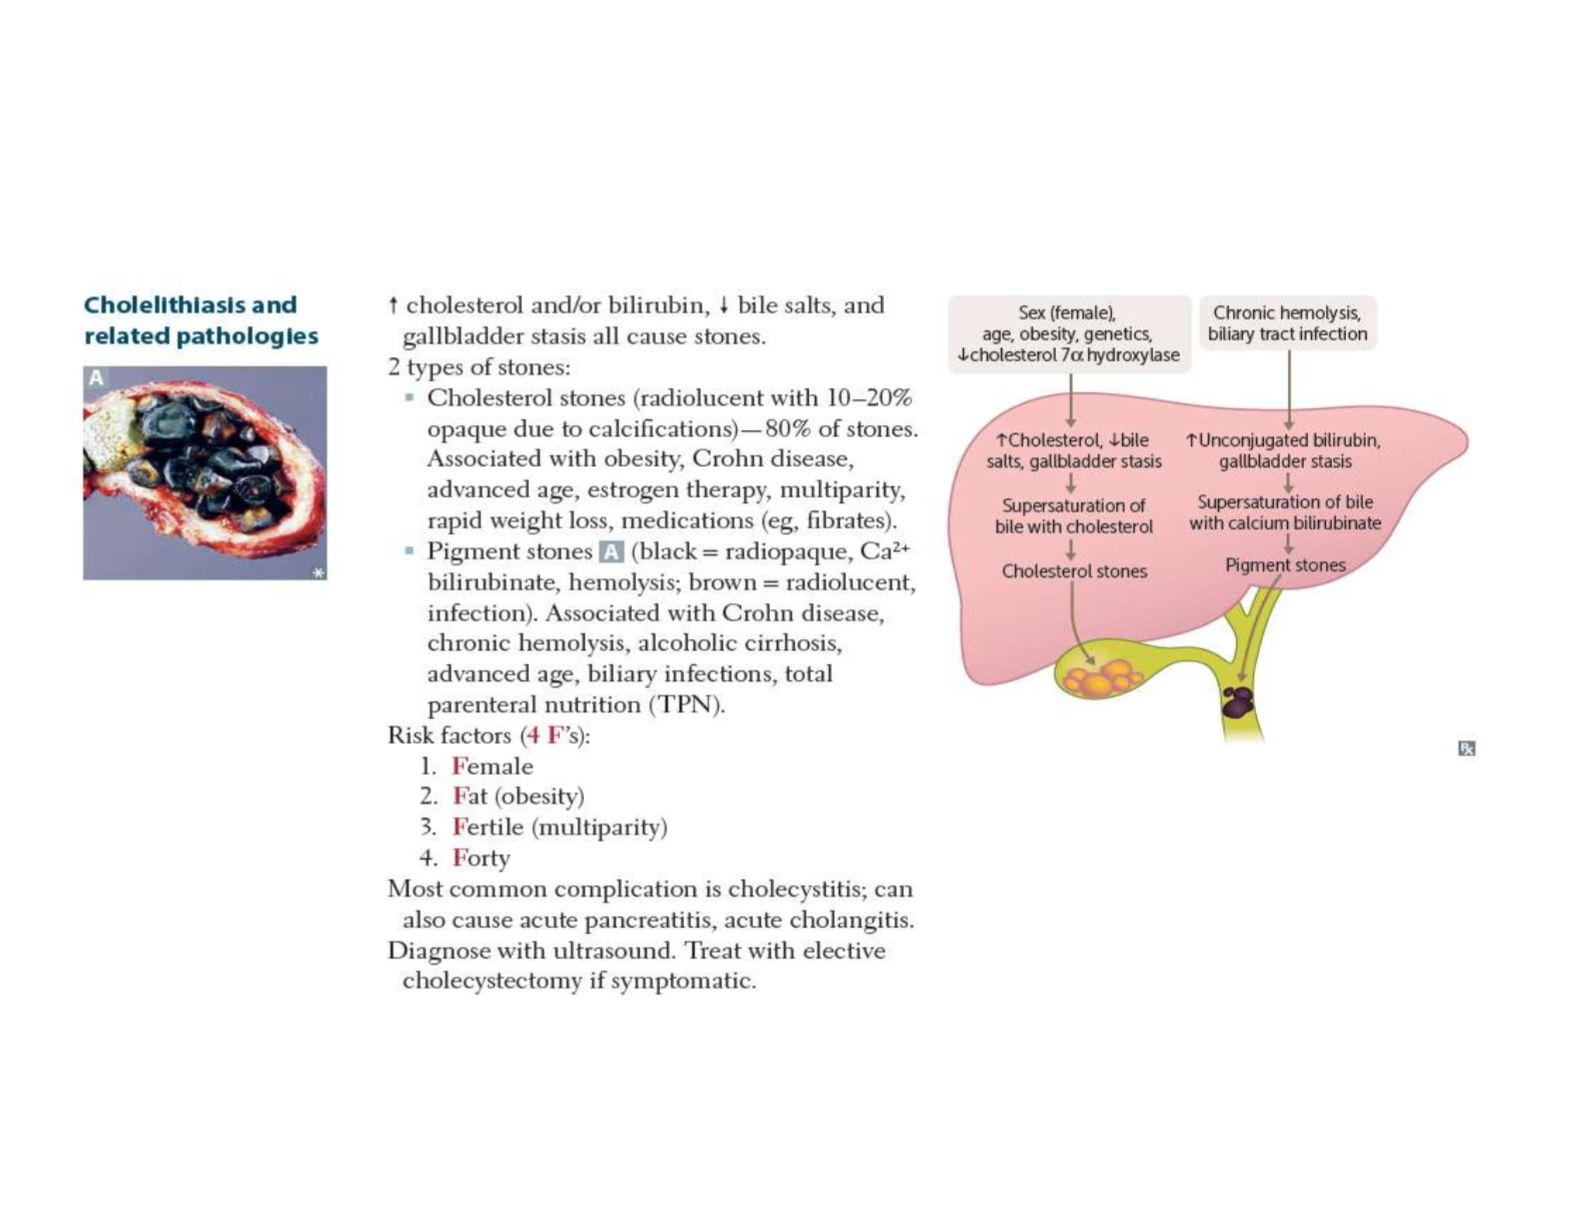 Cholelithiasis and
related pathologies
A
*
↑ cholesterol and/or bilirubin, ↓ bile salts, and
gallbladder stasis all cause stones.
2 types of stones:
▪ Cholesterol stones (radiolucent with 10–20%
opaque due to calcifications)—80% of stones.
Associated with obesity, Crohn disease,
advanced age, estrogen therapy, multiparity,
rapid weight loss, medications (eg, fibrates).
▪ Pigment stones A (black = radiopaque, Ca²⁺
bilirubinate, hemolysis; brown = radiolucent,
infection). Associated with Crohn disease,
chronic hemolysis, alcoholic cirrhosis,
advanced age, biliary infections, total
parenteral nutrition (TPN).
Risk factors (4 F's):
1. Female
2. Fat (obesity)
3. Fertile (multiparity)
4. Forty
Most common complication is cholecystitis; can
also cause acute pancreatitis, acute cholangitis.
Diagnose with ultrasound. Treat with elective
cholecystectomy if symptomatic.
Sex (female),
age, obesity, genetics,
↓cholesterol 7α hydroxylase
↑Cholesterol, ↓bile
salts, gallbladder stasis
Supersaturation of
bile with cholesterol
Cholesterol stones
Chronic hemolysis,
biliary tract infection
↑Unconjugated bilirubin,
gallbladder stasis
Supersaturation of bile
with calcium bilirubinate
Pigment stones
Rx